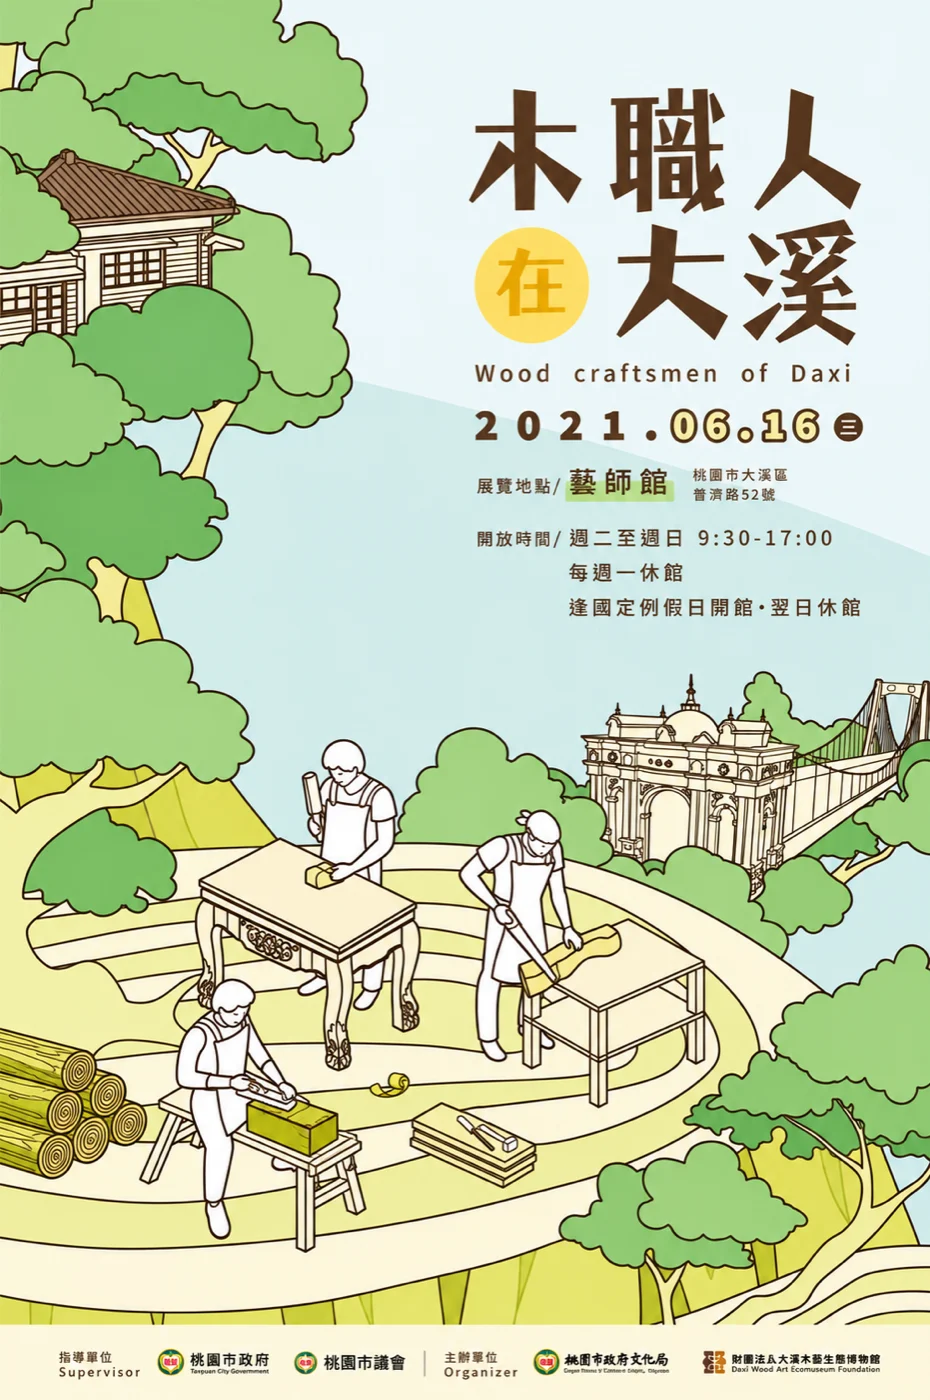 木職人
在大溪
Wood craftsmen of Daxi
2021.06.16 三
展覽地點/ 藝師館 桃園市大溪區
普濟路52號
開放時間/ 週二至週日 9:30-17:00
每週一休館
逢國定例假日開館・翌日休館
指導單位
Supervisor
桃園市政府
Taoyuan City Government
桃園市議會
主辦單位
Organizer
桃園市政府文化局
財團法人大溪木藝生態博物館
Daxi Wood Art Ecomuseum Foundation